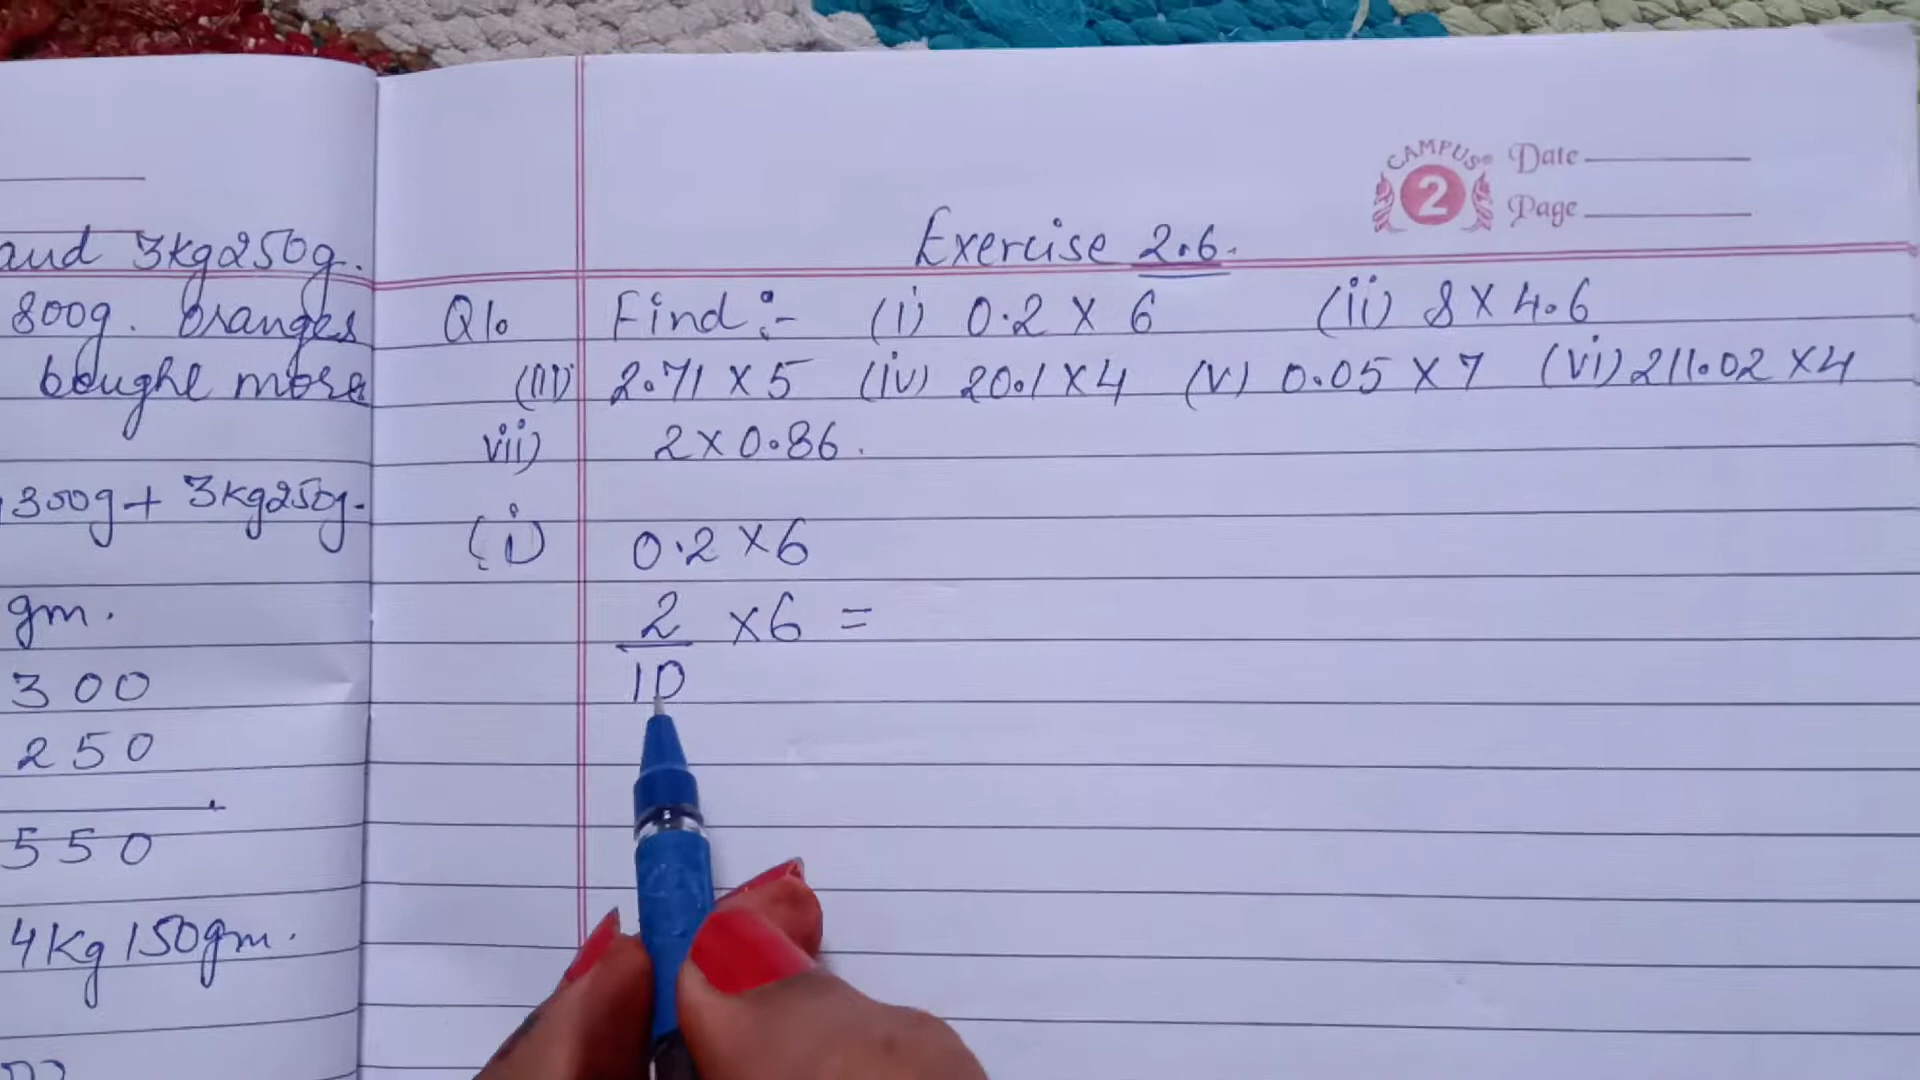 and 3kg250g.
800g. Oranges
bought more
300g+ 3kg250g.
gm.
300
250
550
4Kg 150gm.
CAMPUS
2
Date
Page
Exercise 2.6.
Q1. Find:- (i) 0.2 × 6 (ii) 8 × 4.6
(iii) 2.71 × 5 (iv) 20.1 × 4 (v) 0.05 × 7 (vi) 211.02 × 4
vii) 2 × 0.86.
(i) 0.2 × 6
2 × 6 =
10